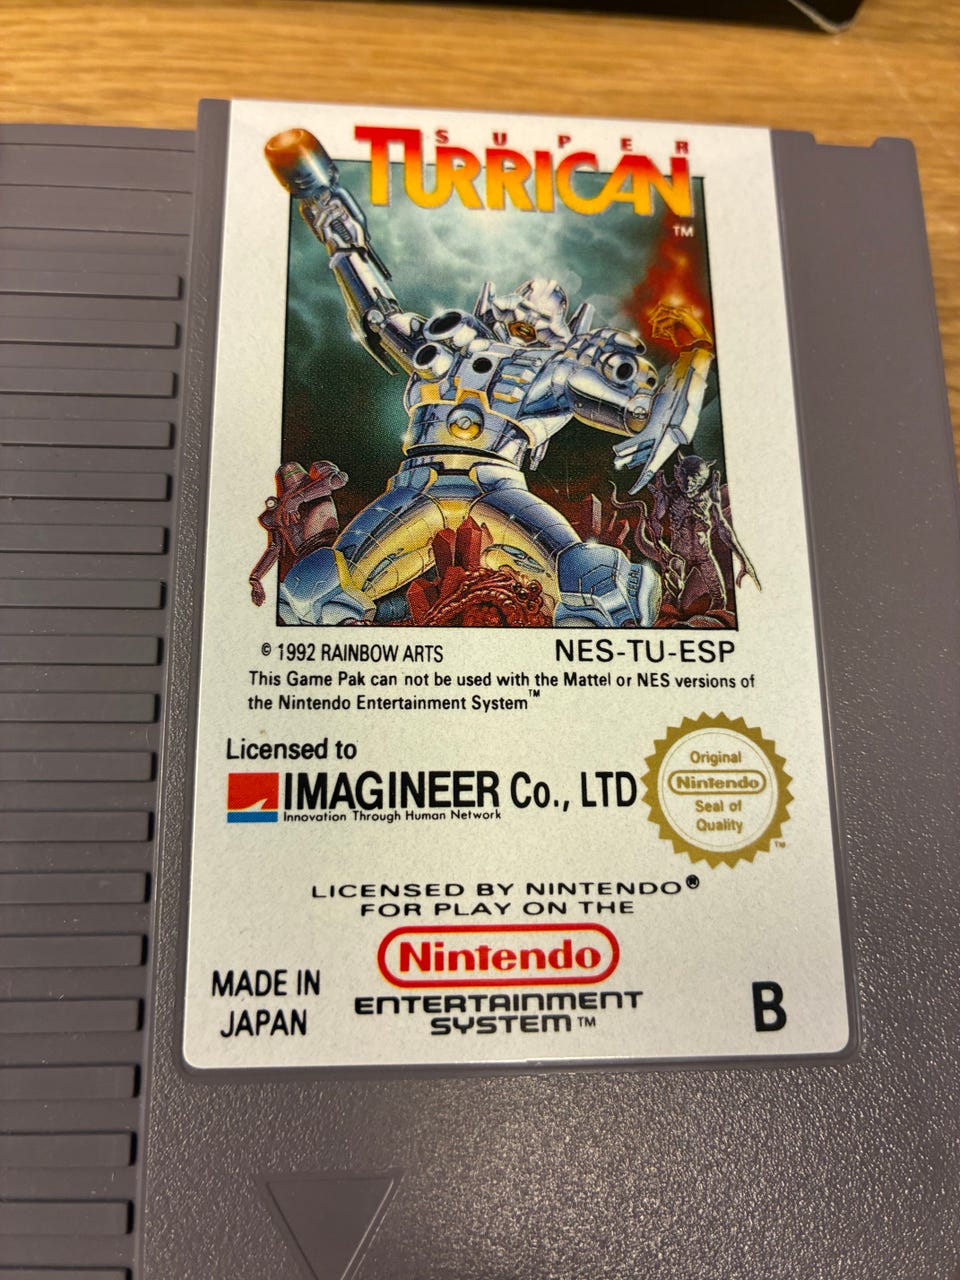 SUPER
TURRICAN
TM
© 1992 RAINBOW ARTS
NES-TU-ESP
This Game Pak can not be used with the Mattel or NES versions of
the Nintendo Entertainment System™
Licensed to
IMAGINEER Co., LTD
Innovation Through Human Network
Original
Nintendo
Seal of
Quality
TM
LICENSED BY NINTENDO®
FOR PLAY ON THE
Nintendo
ENTERTAINMENT
SYSTEM™
MADE IN
JAPAN
B